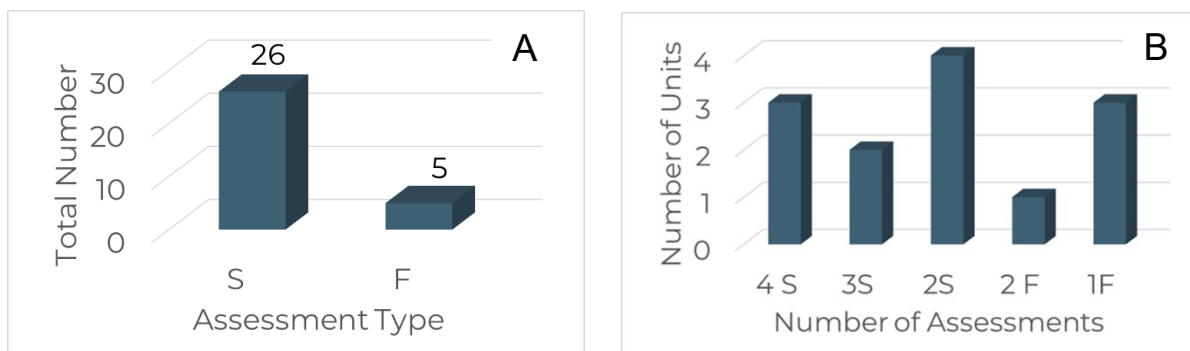 A
Total Number
30
20
10
0
26
5
S
F
Assessment Type
B
Number of Units
4
3
2
1
0
4 S
3S
2S
2 F
1F
Number of Assessments